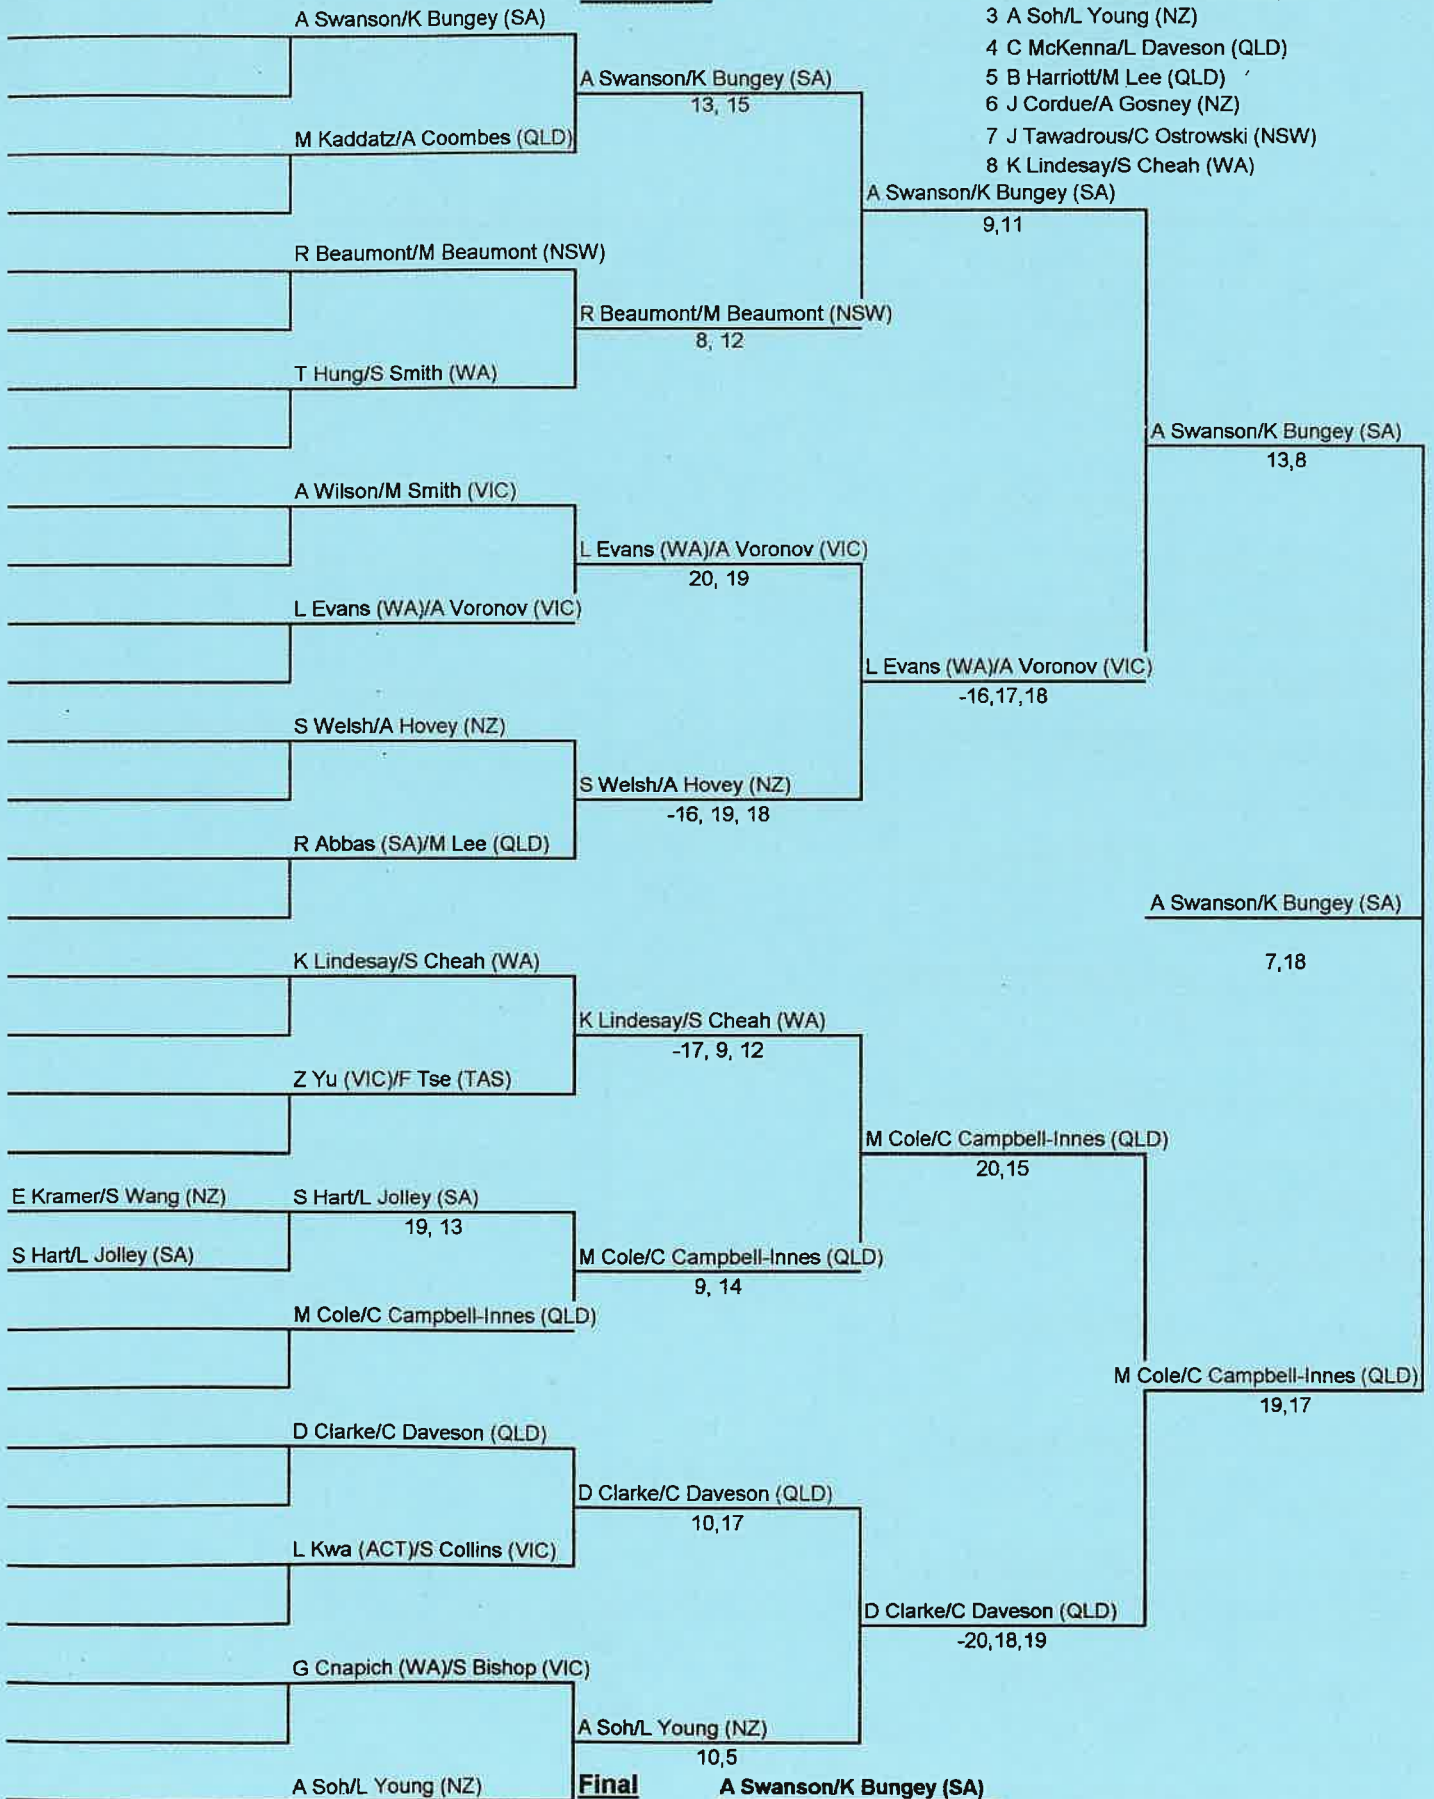 A Swanson/K Bungey (SA)
3 A Soh/L Young (NZ)
4 C McKenna/L Daveson (QLD)
5 B Harriott/M Lee (QLD)
6 J Cordue/A Gosney (NZ)
7 J Tawadrous/C Ostrowski (NSW)
8 K Lindesay/S Cheah (WA)
A Swanson/K Bungey (SA)
13, 15
M Kaddatz/A Coombes (QLD)
A Swanson/K Bungey (SA)
9,11
R Beaumont/M Beaumont (NSW)
R Beaumont/M Beaumont (NSW)
8, 12
T Hung/S Smith (WA)
A Swanson/K Bungey (SA)
13,8
A Wilson/M Smith (VIC)
L Evans (WA)/A Voronov (VIC)
20, 19
L Evans (WA)/A Voronov (VIC)
L Evans (WA)/A Voronov (VIC)
-16,17,18
S Welsh/A Hovey (NZ)
S Welsh/A Hovey (NZ)
-16, 19, 18
R Abbas (SA)/M Lee (QLD)
A Swanson/K Bungey (SA)
7,18
K Lindesay/S Cheah (WA)
K Lindesay/S Cheah (WA)
-17, 9, 12
Z Yu (VIC)/F Tse (TAS)
M Cole/C Campbell-Innes (QLD)
20,15
E Kramer/S Wang (NZ)
S Hart/L Jolley (SA)
19, 13
S Hart/L Jolley (SA)
M Cole/C Campbell-Innes (QLD)
9, 14
M Cole/C Campbell-Innes (QLD)
M Cole/C Campbell-Innes (QLD)
19,17
D Clarke/C Daveson (QLD)
D Clarke/C Daveson (QLD)
10,17
L Kwa (ACT)/S Collins (VIC)
D Clarke/C Daveson (QLD)
-20,18,19
G Cnapich (WA)/S Bishop (VIC)
A Soh/L Young (NZ)
10,5
A Soh/L Young (NZ)
Final
A Swanson/K Bungey (SA)